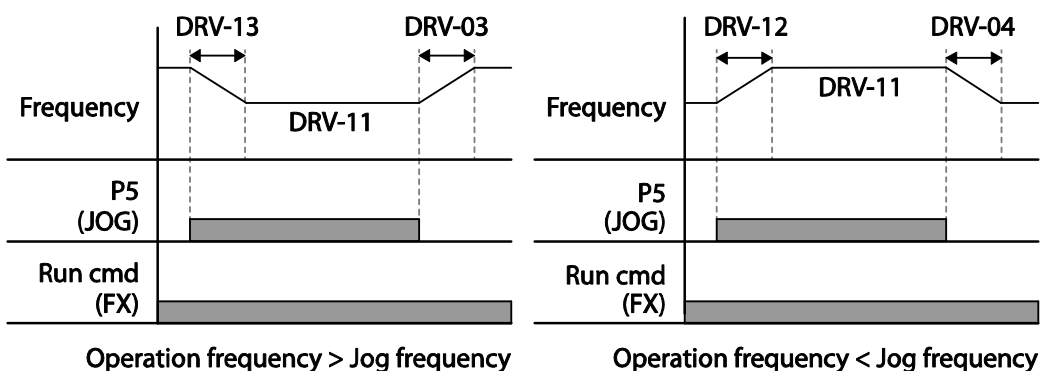 DRV-13
DRV-03
Frequency
DRV-11
P5
(JOG)
Run cmd
(FX)
Operation frequency > Jog frequency
DRV-12
DRV-04
Frequency
DRV-11
P5
(JOG)
Run cmd
(FX)
Operation frequency < Jog frequency